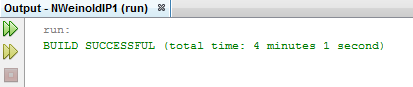 Output - NWeinoldIP1 (run)
run:
BUILD SUCCESSFUL (total time: 4 minutes 1 second)